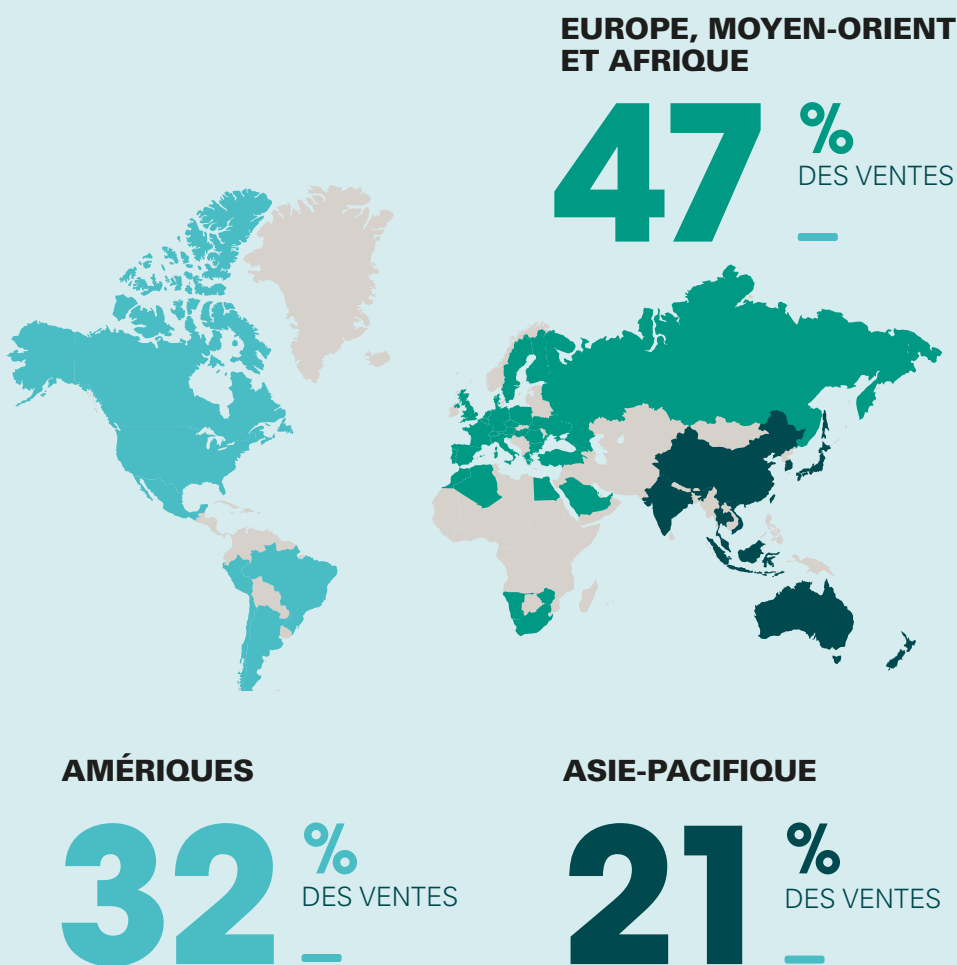 EUROPE, MOYEN-ORIENT
ET AFRIQUE
47 %
DES VENTES
AMÉRIQUES
32 %
DES VENTES
ASIE-PACIFIQUE
21 %
DES VENTES